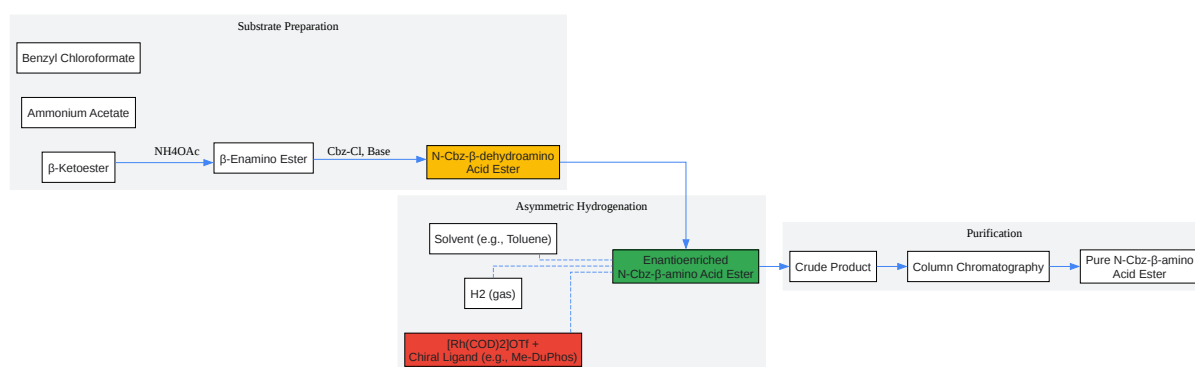 Substrate Preparation
Benzyl Chloroformate
Ammonium Acetate
β-Ketoester
NH4OAc
β-Enamino Ester
Cbz-Cl, Base
N-Cbz-β-dehydroamino
Acid Ester
Asymmetric Hydrogenation
Solvent (e.g., Toluene)
H2 (gas)
[Rh(COD)2]OTf +
Chiral Ligand (e.g., Me-DuPhos)
Enantioenriched
N-Cbz-β-amino Acid Ester
Purification
Crude Product
Column Chromatography
Pure N-Cbz-β-amino
Acid Ester